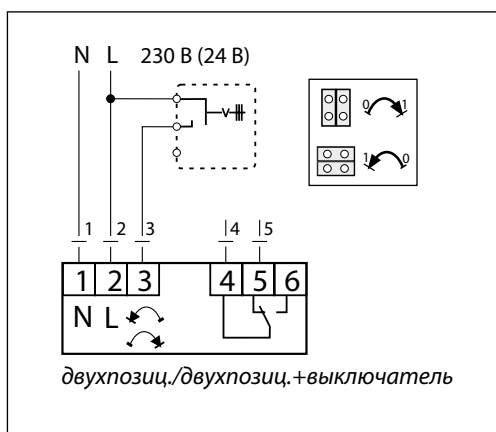 N L 230 В (24 В)
0 1
1 0
1 2 3 4 5
1 2 3 4 5 6
N L
двухпозиц./двухпозиц.+выключатель